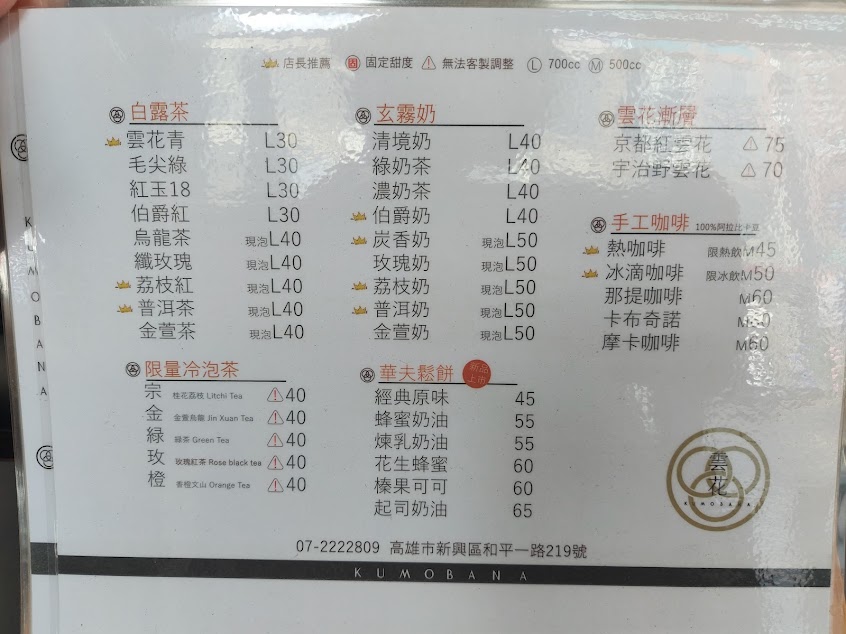 店長推薦 固 固定甜度 無法客製調整 L 700cc M 500cc
白露茶
雲花青 L30
毛尖綠 L30
紅玉18 L30
伯爵紅 L30
烏龍茶 現泡L40
纖玫瑰 現泡L40
荔枝紅 現泡L40
普洱茶 現泡L40
金萱茶 現泡L40
限量冷泡茶
宗 桂花荔枝 Litchi Tea 40
金 金萱烏龍 Jin Xuan Tea 40
綠 綠茶 Green Tea 40
玫 玫瑰紅茶 Rose black tea 40
橙 香橙文山 Orange Tea 40
玄霧奶
清境奶 L40
綠奶茶 L40
濃奶茶 L40
伯爵奶 L40
炭香奶 現泡L50
玫瑰奶 現泡L50
荔枝奶 現泡L50
普洱奶 現泡L50
金萱奶 現泡L50
華夫鬆餅 新品上市
經典原味 45
蜂蜜奶油 55
煉乳奶油 55
花生蜂蜜 60
榛果可可 60
起司奶油 65
雲花漸層
京都紅雲花 75
宇治野雲花 70
手工咖啡 100%阿拉比卡豆
熱咖啡 限熱飲M45
冰滴咖啡 限冰飲M50
那提咖啡 M60
卡布奇諾 M60
摩卡咖啡 M60
雲花
KUMOBANA
07-2222809 高雄市新興區和平一路219號
KUMOBANA
KUMOBANA